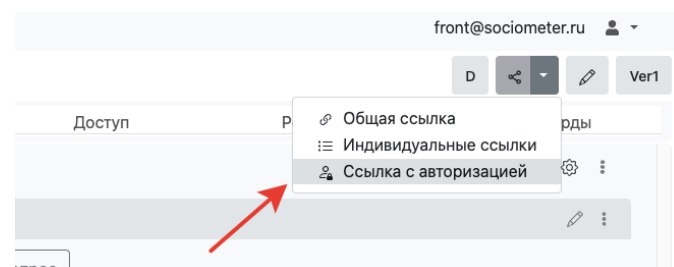 front@sociometer.ru
D Ver1
Доступ
Общая ссылка
Индивидуальные ссылки
Ссылка с авторизацией